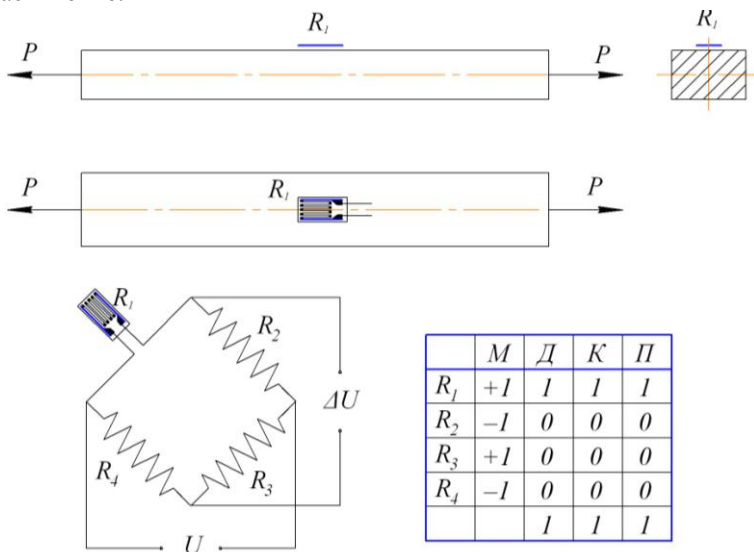 R₁
R₁
P
P
R₁
P
P
R₁
R₂
ΔU
R₄
R₃
U
М Д К П
R₁ +1 1 1 1
R₂ –1 0 0 0
R₃ +1 0 0 0
R₄ –1 0 0 0
1 1 1